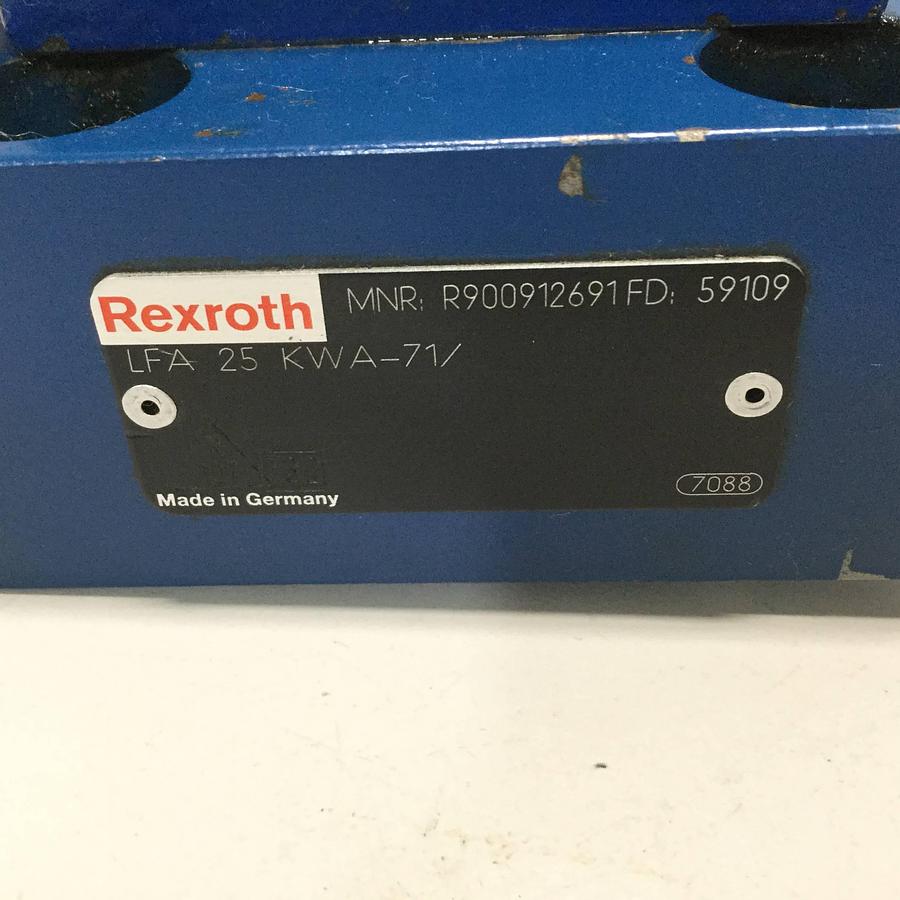 Rexroth MNR: R900912691 FD: 59109
LFA 25 KWA-71/
Made in Germany
7088